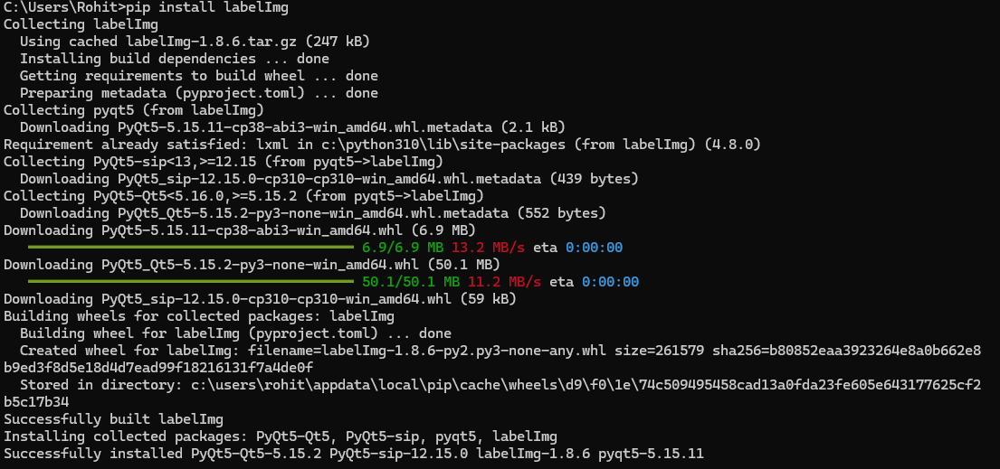 C:\Users\Rohit>pip install labelImg
Collecting labelImg
  Using cached labelImg-1.8.6.tar.gz (247 kB)
  Installing build dependencies ... done
  Getting requirements to build wheel ... done
  Preparing metadata (pyproject.toml) ... done
Collecting pyqt5 (from labelImg)
  Downloading PyQt5-5.15.11-cp38-abi3-win_amd64.whl.metadata (2.1 kB)
Requirement already satisfied: lxml in c:\python310\lib\site-packages (from labelImg) (4.8.0)
Collecting PyQt5-sip<13,>=12.15 (from pyqt5->labelImg)
  Downloading PyQt5_sip-12.15.0-cp310-cp310-win_amd64.whl.metadata (439 bytes)
Collecting PyQt5-Qt5<5.16.0,>=5.15.2 (from pyqt5->labelImg)
  Downloading PyQt5_Qt5-5.15.2-py3-none-win_amd64.whl.metadata (552 bytes)
Downloading PyQt5-5.15.11-cp38-abi3-win_amd64.whl (6.9 MB)
   6.9/6.9 MB 13.2 MB/s eta 0:00:00
Downloading PyQt5_Qt5-5.15.2-py3-none-win_amd64.whl (50.1 MB)
   50.1/50.1 MB 11.2 MB/s eta 0:00:00
Downloading PyQt5_sip-12.15.0-cp310-cp310-win_amd64.whl (59 kB)
Building wheels for collected packages: labelImg
  Building wheel for labelImg (pyproject.toml) ... done
  Created wheel for labelImg: filename=labelImg-1.8.6-py2.py3-none-any.whl size=261579 sha256=b80852eaa3923264e8a0b662e8
b9ed3f8d5e18d4d7ead99f18216131f7a4de0f
  Stored in directory: c:\users\rohit\appdata\local\pip\cache\wheels\d9\f0\1e\74c509495458cad13a0fda23fe605e643177625cf2
b5c17b34
Successfully built labelImg
Installing collected packages: PyQt5-Qt5, PyQt5-sip, pyqt5, labelImg
Successfully installed PyQt5-Qt5-5.15.2 PyQt5-sip-12.15.0 labelImg-1.8.6 pyqt5-5.15.11